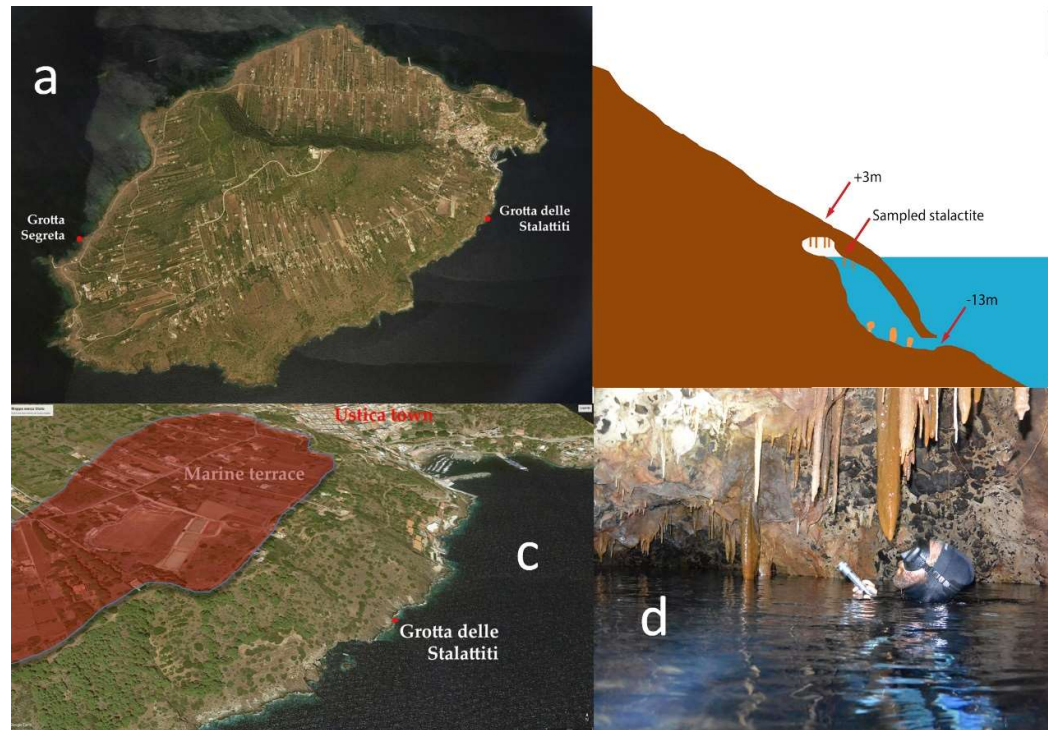 a
Grotta
Segreta
Grotta delle
Stalattiti
+3m
Sampled stalactite
-13m
Ustica town
Marine terrace
c
Grotta delle
Stalattiti
d